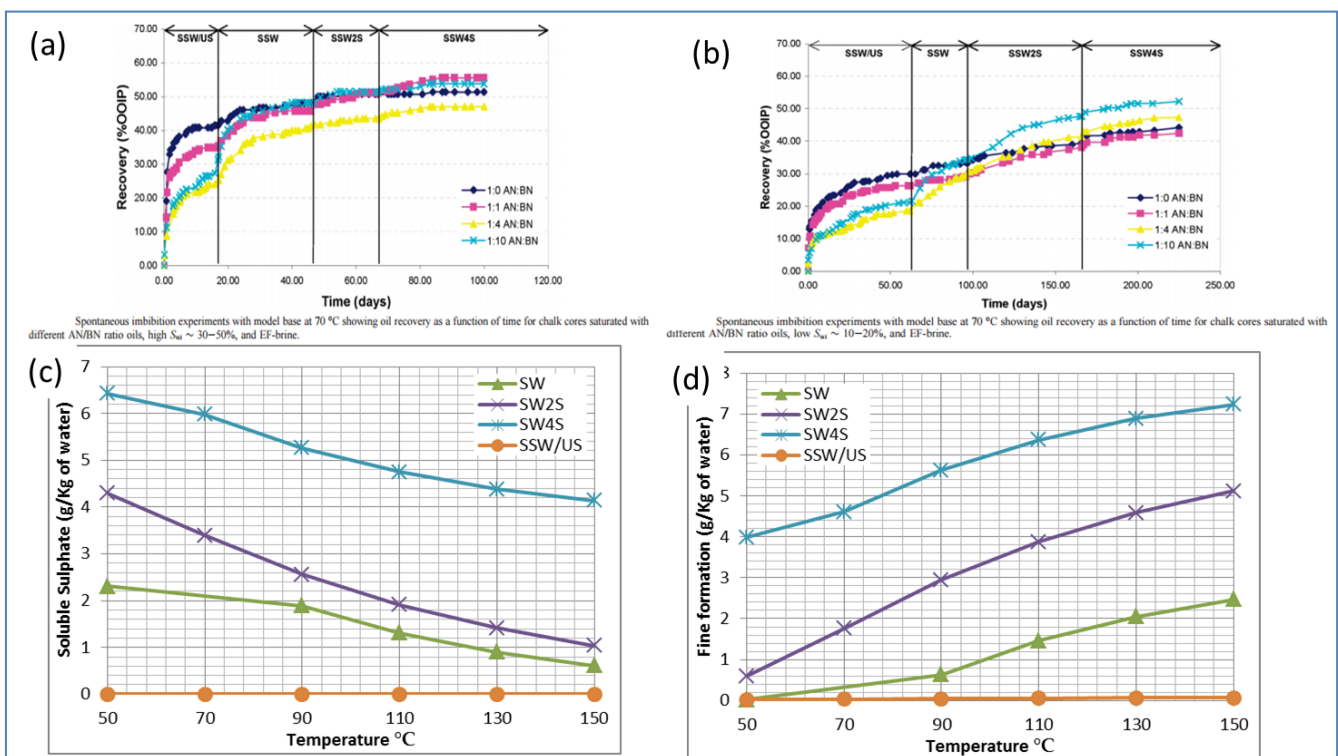 (a)
SSW/US SSW SSW2S SSW4S
70.00
60.00
50.00
40.00
30.00
20.00
10.00
0.00
Recovery (%OOIP)
1:0 AN:BN
1:1 AN:BN
1:4 AN:BN
1:10 AN:BN
0.00 20.00 40.00 60.00 80.00 100.00 120.00
Time (days)
Spontaneous imbibition experiments with model base at 70 °C showing oil recovery as a function of time for chalk cores saturated with
different AN/BN ratio oils, high Swi ∼ 30−50%, and EF-brine.
(b)
SSW/US SSW SSW2S SSW4S
70.00
60.00
50.00
40.00
30.00
20.00
10.00
0.00
Recovery (%OOIP)
1:0 AN:BN
1:1 AN:BN
1:4 AN:BN
1:10 AN:BN
0.00 50.00 100.00 150.00 200.00 250.00
Time (days)
Spontaneous imbibition experiments with model base at 70 °C showing oil recovery as a function of time for chalk cores saturated with
different AN/BN ratio oils, low Swi ∼ 10−20%, and EF-brine.
(c)
7
6
5
4
3
2
1
0
Soluble Sulphate (g/Kg of water)
SW
SW2S
SW4S
SSW/US
50 70 90 110 130 150
Temperature °C
(d)
8
7
6
5
4
3
2
1
0
Fine formation (g/Kg of water)
SW
SW2S
SW4S
SSW/US
50 70 90 110 130 150
Temperature °C